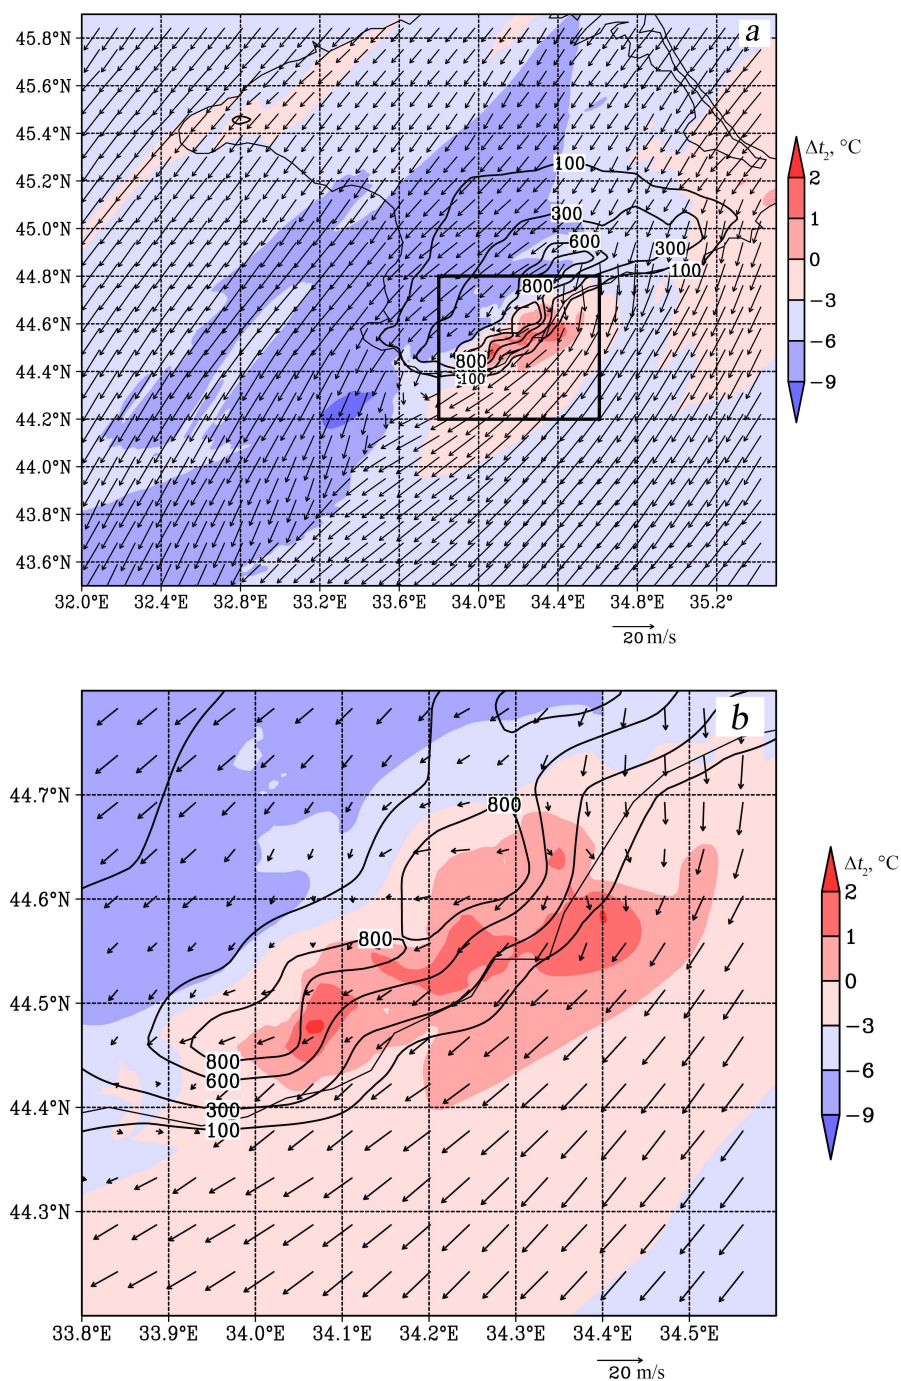 a
45.8°N
45.6°N
45.4°N
45.2°N
45.0°N
44.8°N
44.6°N
44.4°N
44.2°N
44.0°N
43.8°N
43.6°N
100
300
600
300
100
800
800
100
32.0°E 32.4°E 32.8°E 33.2°E 33.6°E 34.0°E 34.4°E 34.8°E 35.2°E
20 m/s
Δt₂, °C
2
1
0
−3
−6
−9
b
44.7°N
44.6°N
44.5°N
44.4°N
44.3°N
800
800
800
600
300
100
33.8°E 33.9°E 34.0°E 34.1°E 34.2°E 34.3°E 34.4°E 34.5°E
20 m/s
Δt₂, °C
2
1
0
−3
−6
−9